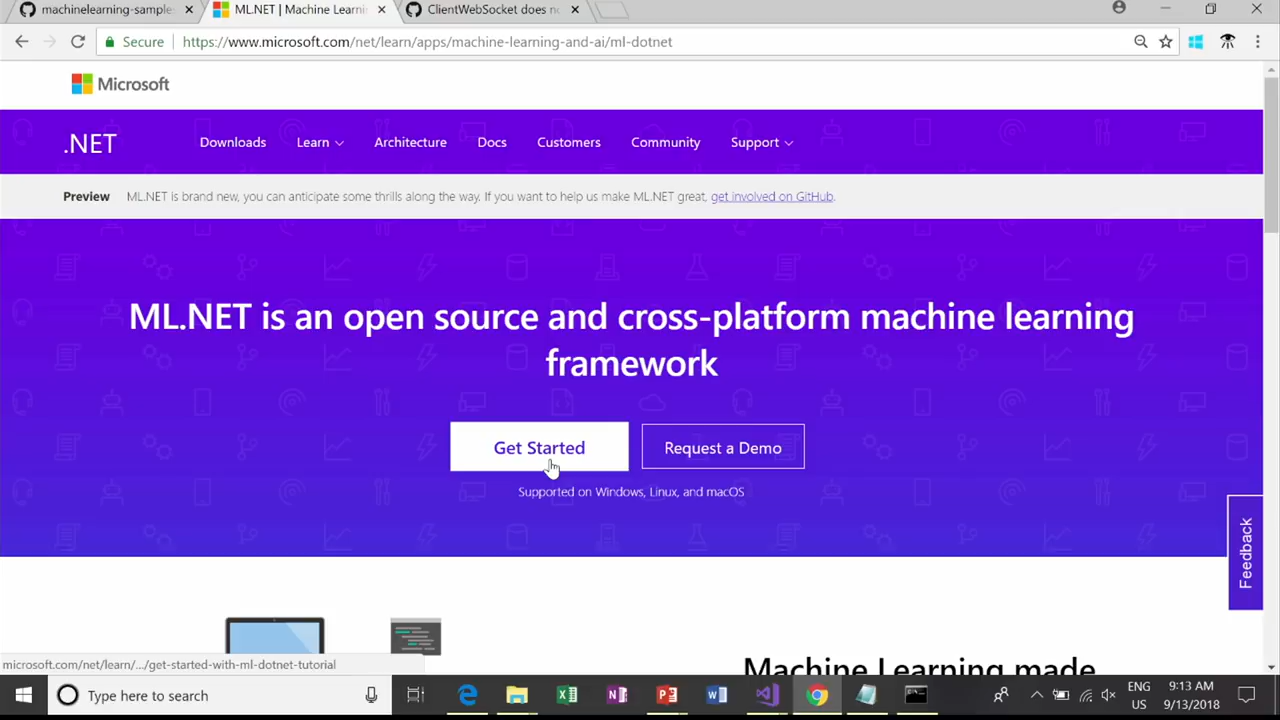 machinelearning-sample
ML.NET | Machine Learni
ClientWebSocket does no
Secure
https://www.microsoft.com/net/learn/apps/machine-learning-and-ai/ml-dotnet
Microsoft
.NET
Downloads
Learn
Architecture
Docs
Customers
Community
Support
Preview
ML.NET is brand new, you can anticipate some thrills along the way. If you want to help us make ML.NET great, get involved on GitHub.
ML.NET is an open source and cross-platform machine learning
framework
Get Started
Request a Demo
Supported on Windows, Linux, and macOS
Feedback
Machine Learning made
microsoft.com/net/learn/.../get-started-with-ml-dotnet-tutorial
Type here to search
ENG
US
9:13 AM
9/13/2018